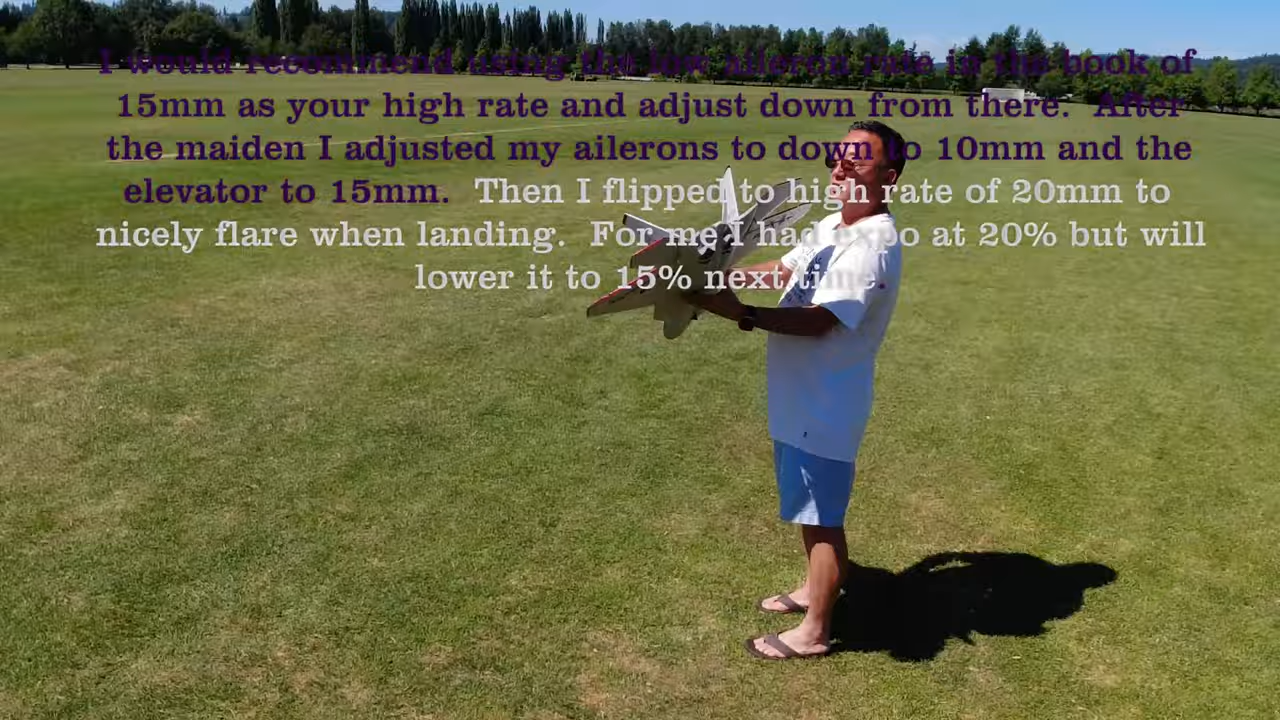 I would recommend using the low aileron rate in the book of
15mm as your high rate and adjust down from there.  After
the maiden I adjusted my ailerons to down to 10mm and the
elevator to 15mm.  Then I flipped to high rate of 20mm to
nicely flare when landing.  For me I had expo at 20% but will
lower it to 15% next time.